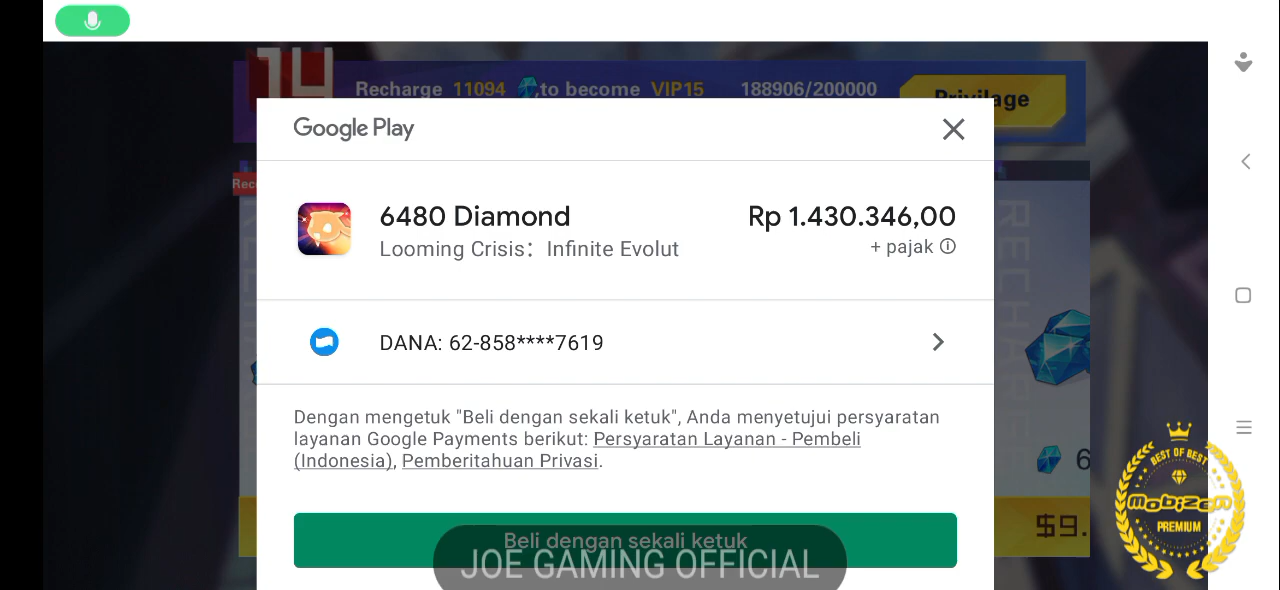 Recharge 11094 ,to become VIP15 188906/200000
Privilage
Google Play
6480 Diamond
Rp 1.430.346,00
Looming Crisis：Infinite Evolut
+ pajak
DANA: 62-858****7619
Dengan mengetuk "Beli dengan sekali ketuk", Anda menyetujui persyaratan
layanan Google Payments berikut: Persyaratan Layanan - Pembeli
(Indonesia), Pemberitahuan Privasi.
Beli dengan sekali ketuk
JOE GAMING OFFICIAL
RECHARGE
6
$9.
BEST OF BEST
Mobizen
PREMIUM